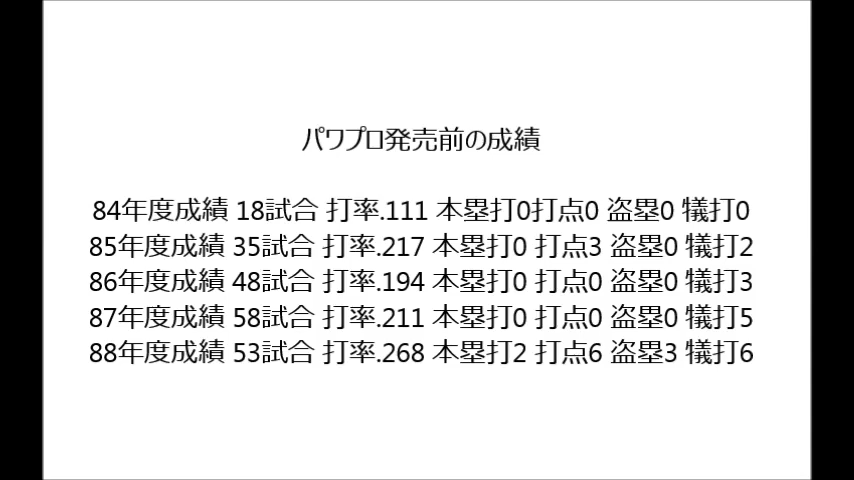 パワプロ発売前の成績
84年度成績 18試合 打率.111 本塁打0打点0 盗塁0 犠打0
85年度成績 35試合 打率.217 本塁打0 打点3 盗塁0 犠打2
86年度成績 48試合 打率.194 本塁打0 打点0 盗塁0 犠打3
87年度成績 58試合 打率.211 本塁打0 打点0 盗塁0 犠打5
88年度成績 53試合 打率.268 本塁打2 打点6 盗塁3 犠打6